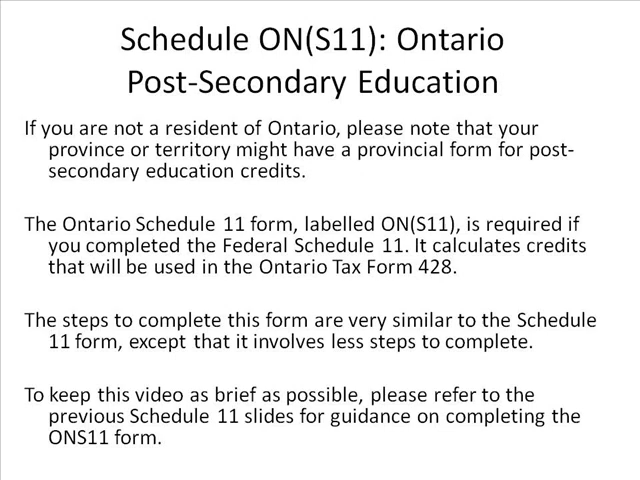 Schedule ON(S11): Ontario
Post-Secondary Education
If you are not a resident of Ontario, please note that your
province or territory might have a provincial form for post-
secondary education credits.
The Ontario Schedule 11 form, labelled ON(S11), is required if
you completed the Federal Schedule 11. It calculates credits
that will be used in the Ontario Tax Form 428.
The steps to complete this form are very similar to the Schedule
11 form, except that it involves less steps to complete.
To keep this video as brief as possible, please refer to the
previous Schedule 11 slides for guidance on completing the
ONS11 form.